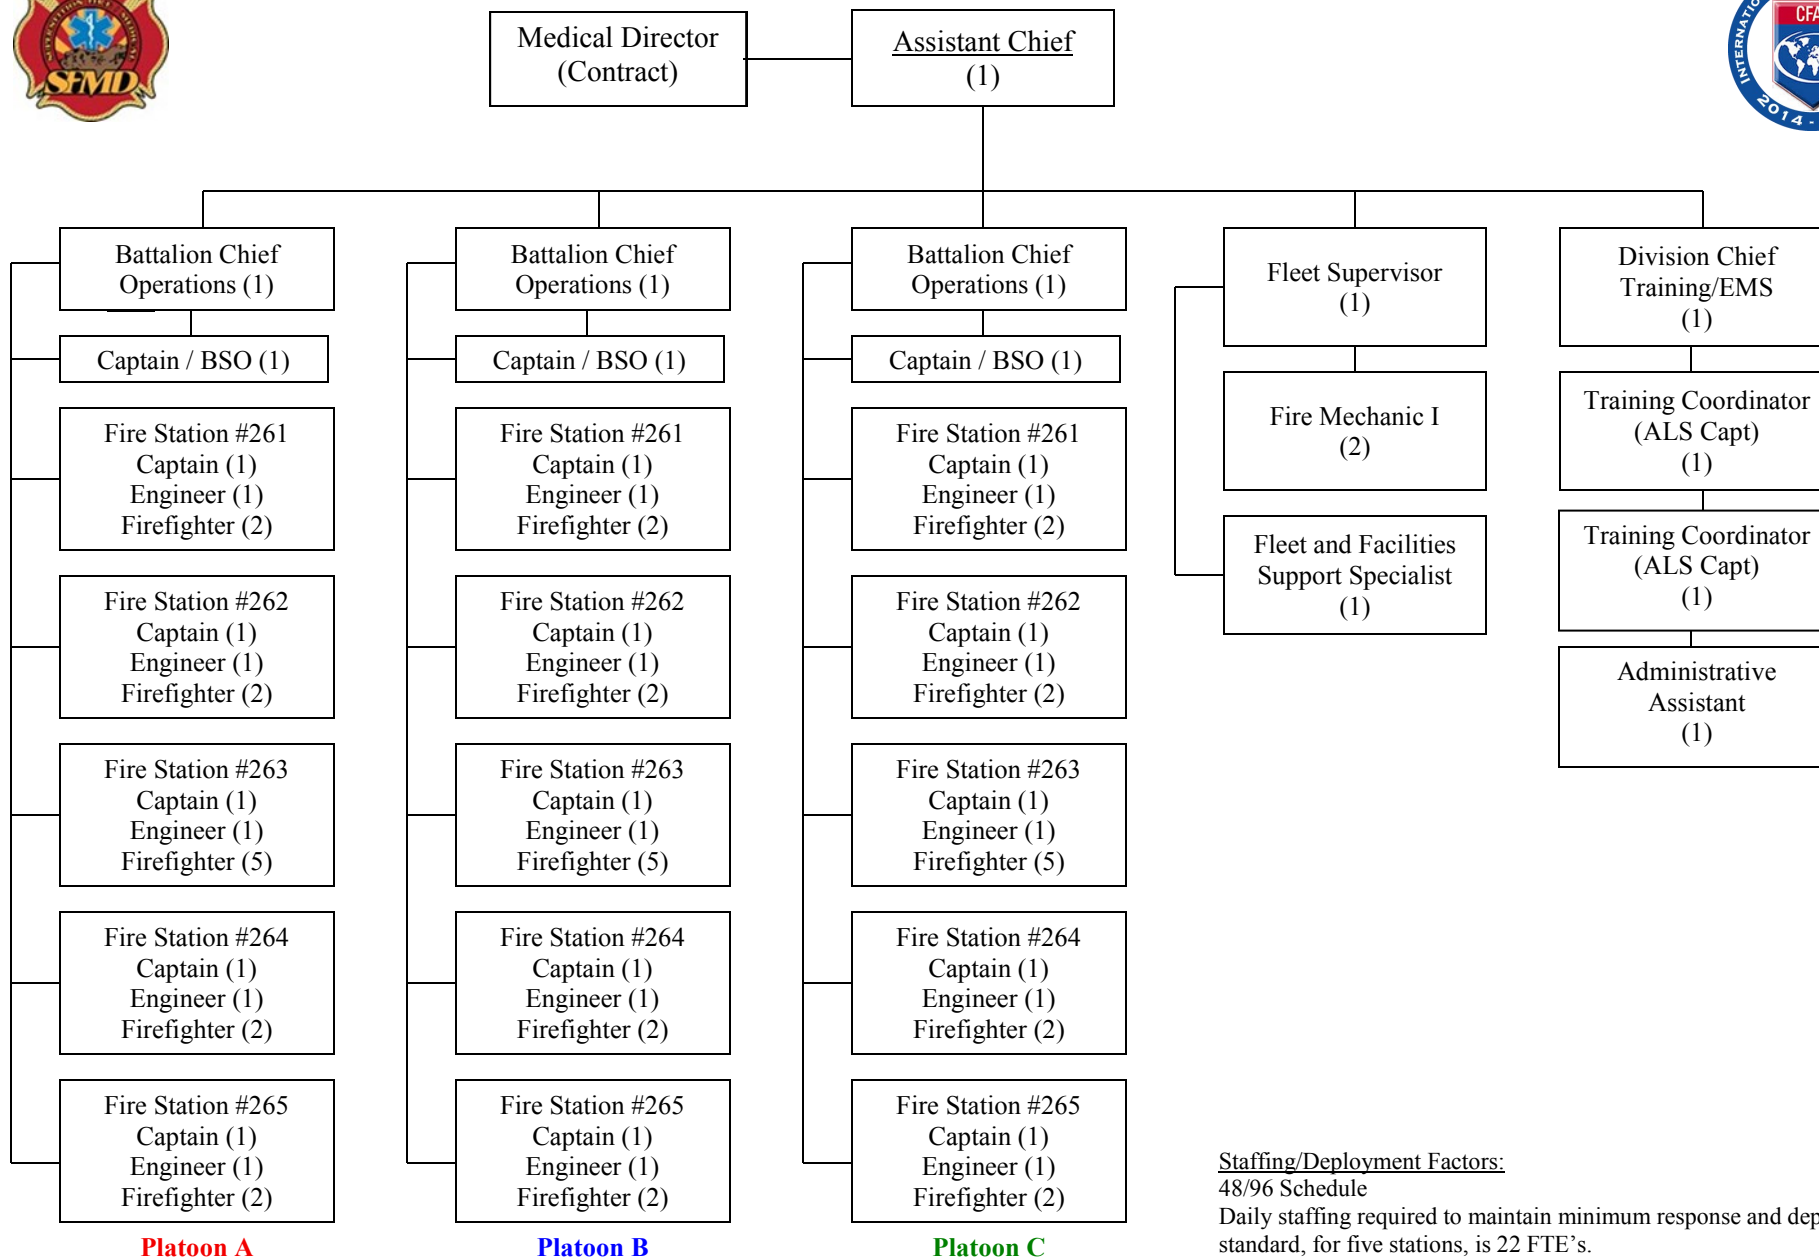 SFMD
INTERNATIO
CFA
2014 -
Medical Director
(Contract)
Assistant Chief
(1)
Battalion Chief
Operations (1)
Captain / BSO (1)
Fire Station #261
Captain (1)
Engineer (1)
Firefighter (2)
Fire Station #262
Captain (1)
Engineer (1)
Firefighter (2)
Fire Station #263
Captain (1)
Engineer (1)
Firefighter (5)
Fire Station #264
Captain (1)
Engineer (1)
Firefighter (2)
Fire Station #265
Captain (1)
Engineer (1)
Firefighter (2)
Platoon A
Battalion Chief
Operations (1)
Captain / BSO (1)
Fire Station #261
Captain (1)
Engineer (1)
Firefighter (2)
Fire Station #262
Captain (1)
Engineer (1)
Firefighter (2)
Fire Station #263
Captain (1)
Engineer (1)
Firefighter (5)
Fire Station #264
Captain (1)
Engineer (1)
Firefighter (2)
Fire Station #265
Captain (1)
Engineer (1)
Firefighter (2)
Platoon B
Battalion Chief
Operations (1)
Captain / BSO (1)
Fire Station #261
Captain (1)
Engineer (1)
Firefighter (2)
Fire Station #262
Captain (1)
Engineer (1)
Firefighter (2)
Fire Station #263
Captain (1)
Engineer (1)
Firefighter (5)
Fire Station #264
Captain (1)
Engineer (1)
Firefighter (2)
Fire Station #265
Captain (1)
Engineer (1)
Firefighter (2)
Platoon C
Fleet Supervisor
(1)
Fire Mechanic I
(2)
Fleet and Facilities
Support Specialist
(1)
Division Chief
Training/EMS
(1)
Training Coordinator
(ALS Capt)
(1)
Training Coordinator
(ALS Capt)
(1)
Administrative
Assistant
(1)
Staffing/Deployment Factors:
48/96 Schedule
Daily staffing required to maintain minimum response and dep
standard, for five stations, is 22 FTE's.